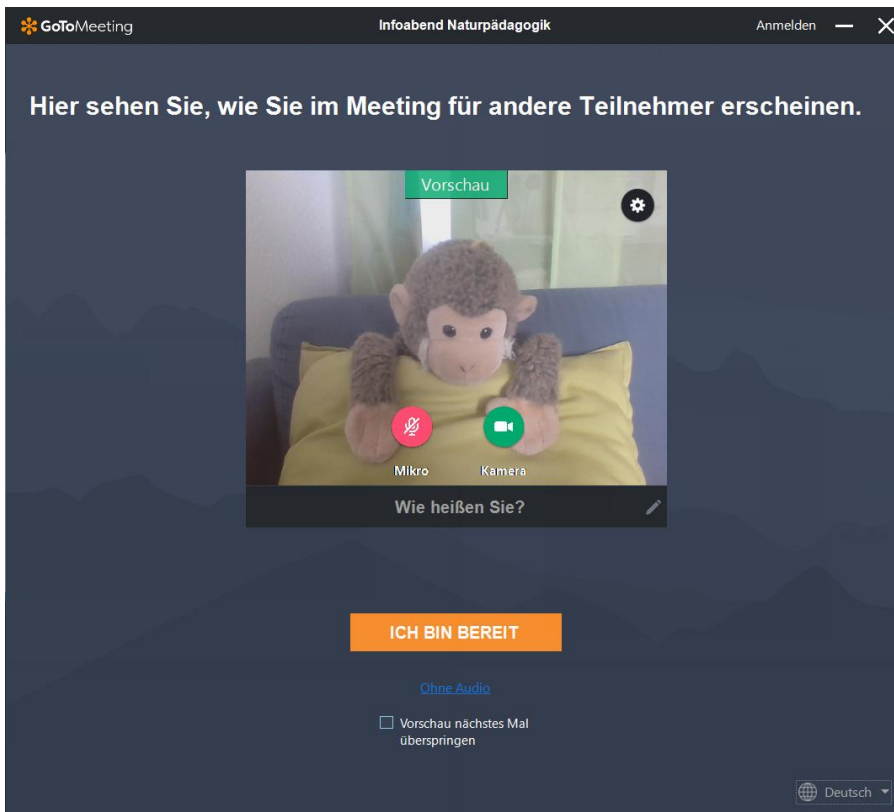 GoToMeeting
Infoabend Naturpädagogik
Anmelden
Hier sehen Sie, wie Sie im Meeting für andere Teilnehmer erscheinen.
Vorschau
Mikro
Kamera
Wie heißen Sie?
ICH BIN BEREIT
Ohne Audio
Vorschau nächstes Mal
überspringen
Deutsch